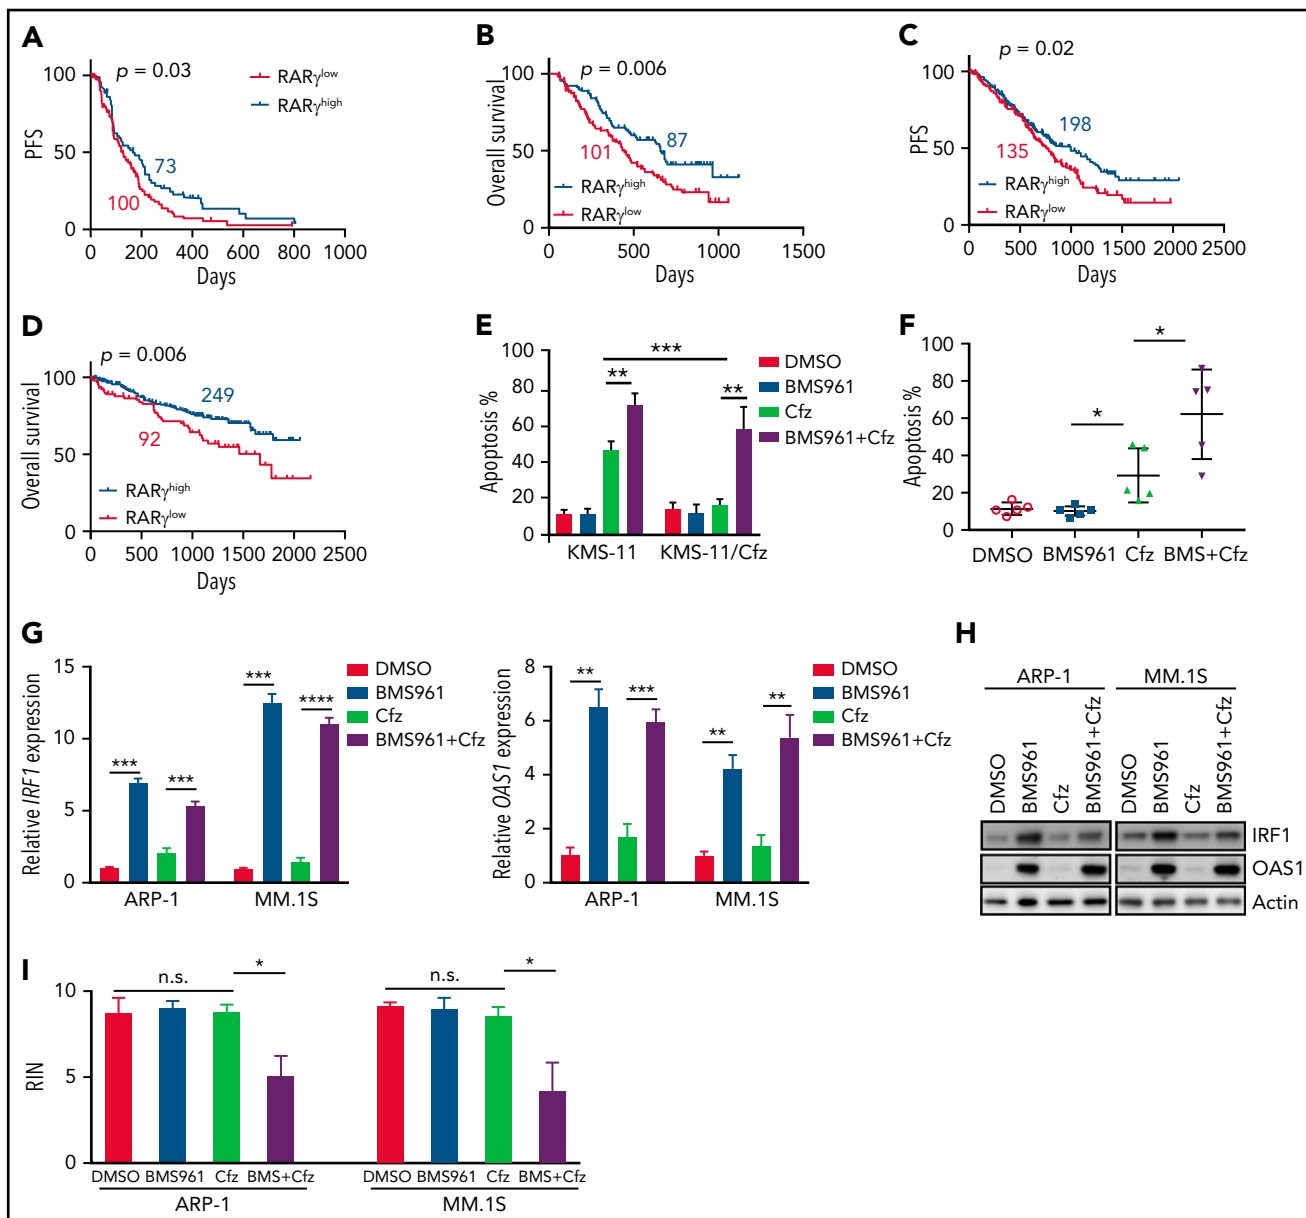 A
p = 0.03
RARγlow
RARγhigh
PFS
100
50
0
73
100
0 200 400 600 800 1000
Days
B
p = 0.006
Overall survival
100
50
0
101
87
RARγhigh
RARγlow
0 500 1000 1500
Days
C
p = 0.02
PFS
100
50
0
198
135
RARγhigh
RARγlow
0 500 1000 1500 2000 2500
Days
D
p = 0.006
Overall survival
100
50
0
249
92
RARγhigh
RARγlow
0 500 1000 1500 2000 2500
Days
E
Apoptosis %
100
80
60
40
20
0
***
**
**
DMSO
BMS961
Cfz
BMS961+Cfz
KMS-11 KMS-11/Cfz
F
Apoptosis %
100
80
60
40
20
0
*
*
DMSO BMS961 Cfz BMS+Cfz
G
Relative IRF1 expression
15
10
5
0
***
***
***
****
DMSO
BMS961
Cfz
BMS961+Cfz
ARP-1 MM.1S
Relative OAS1 expression
8
6
4
2
0
**
***
**
**
DMSO
BMS961
Cfz
BMS961+Cfz
ARP-1 MM.1S
H
ARP-1 MM.1S
DMSO BMS961 Cfz BMS961+Cfz DMSO BMS961 Cfz BMS961+Cfz
IRF1
OAS1
Actin
I
RIN
10
5
0
n.s.
*
n.s.
*
DMSO BMS961 Cfz BMS+Cfz DMSO BMS961 Cfz BMS+Cfz
ARP-1 MM.1S